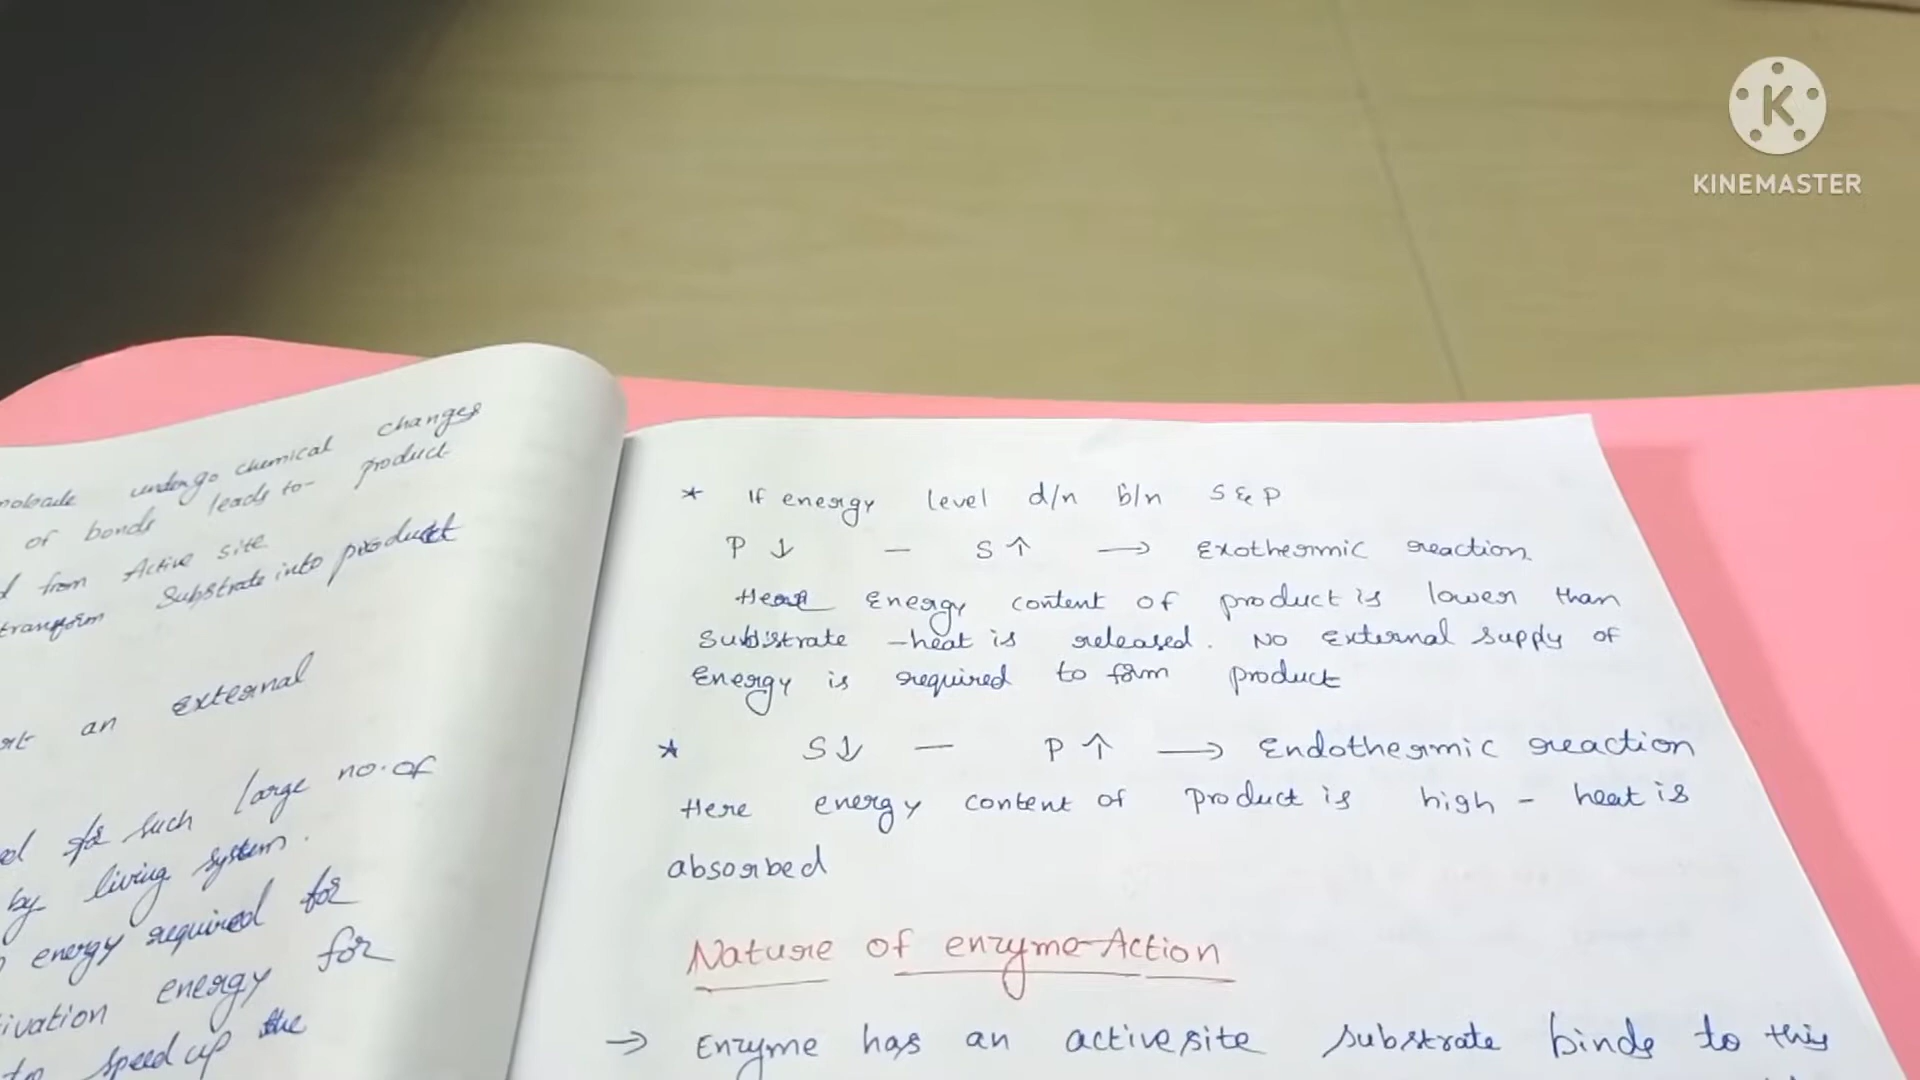 KINEMASTER
undergo chemical changes
of bonds leads to product
from Active site
transform Substrate into product
an external
for such large no. of
by living system.
energy required for
ivation energy for
to speed up the
* If energy level d/n b/n S & P
P ↓ — S ↑ → Exothermic reaction
Here Energy content of product is lower than
Substrate - heat is released. No External supply of
Energy is required to form product
* S ↓ — P ↑ → Endothermic reaction
Here energy content of product is high - heat is
absorbed
Nature of enzyme-Action
→ Enzyme has an active site substrate binds to this